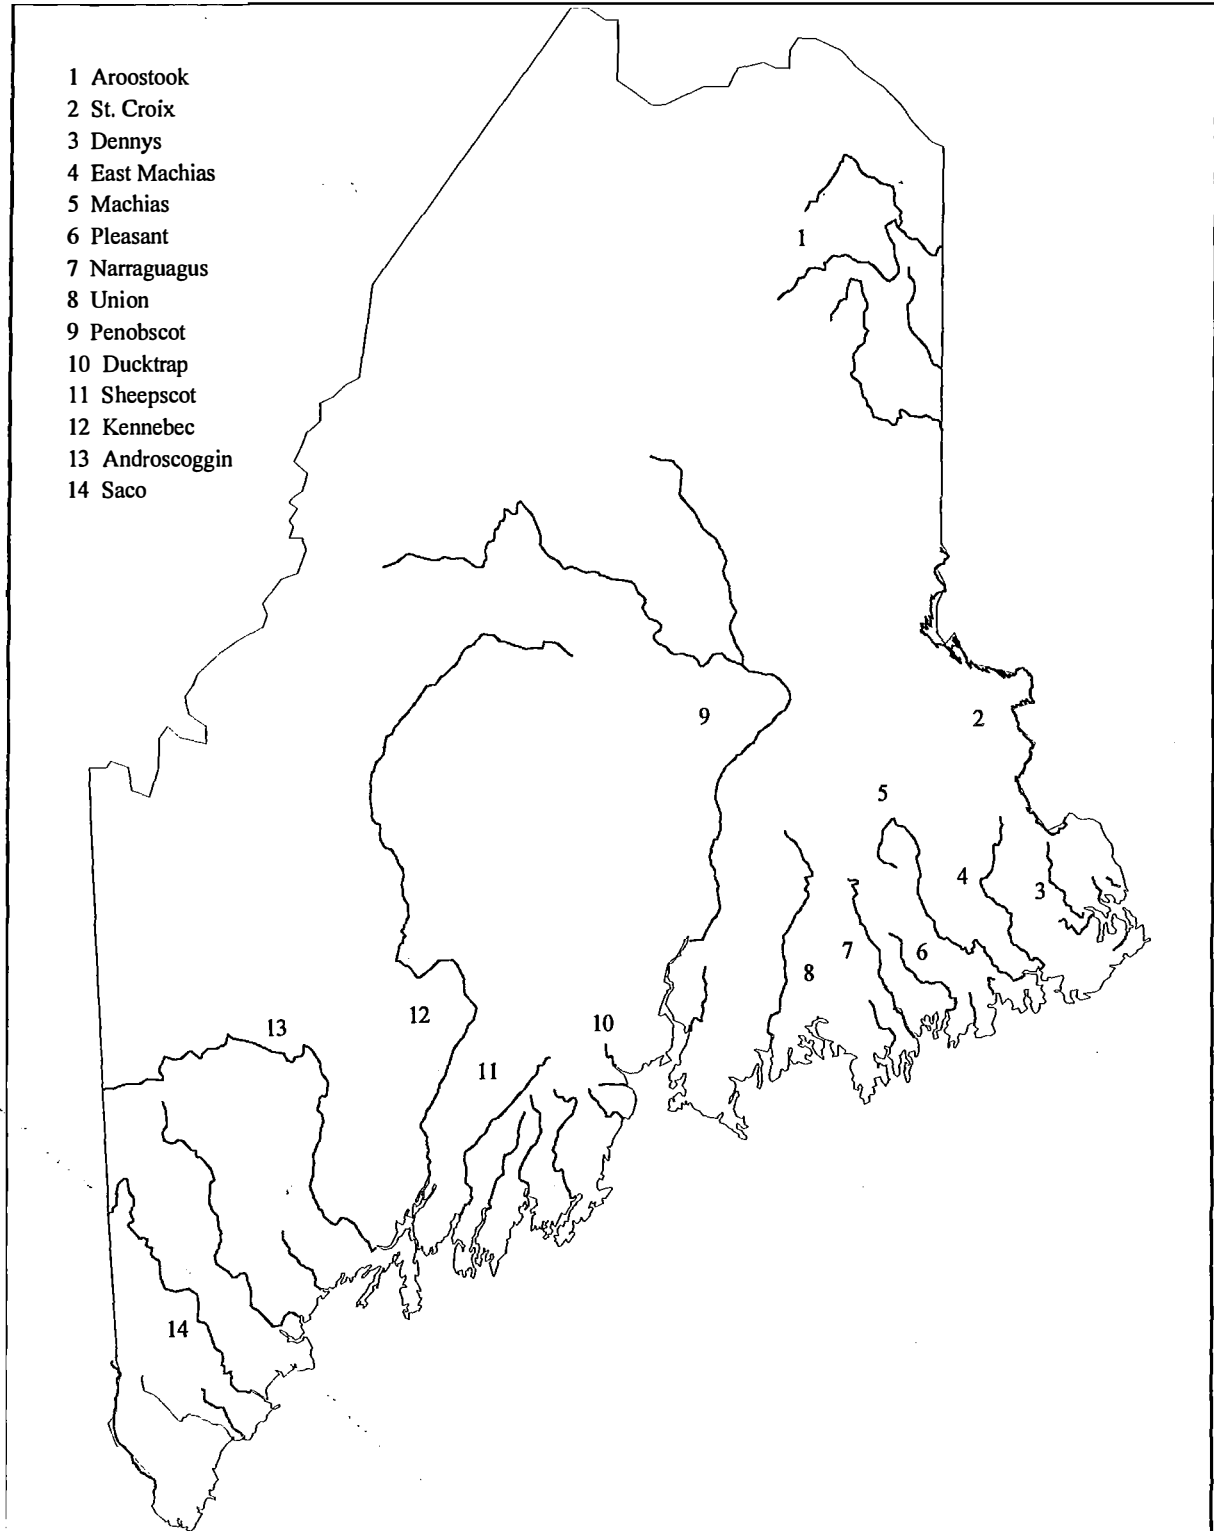 1 Aroostook
2 St. Croix
3 Dennys
4 East Machias
5 Machias
6 Pleasant
7 Narraguagus
8 Union
9 Penobscot
10 Ducktrap
11 Sheepscot
12 Kennebec
13 Androscoggin
14 Saco
1
9
2
5
4
3
7
6
8
12
10
13
11
14